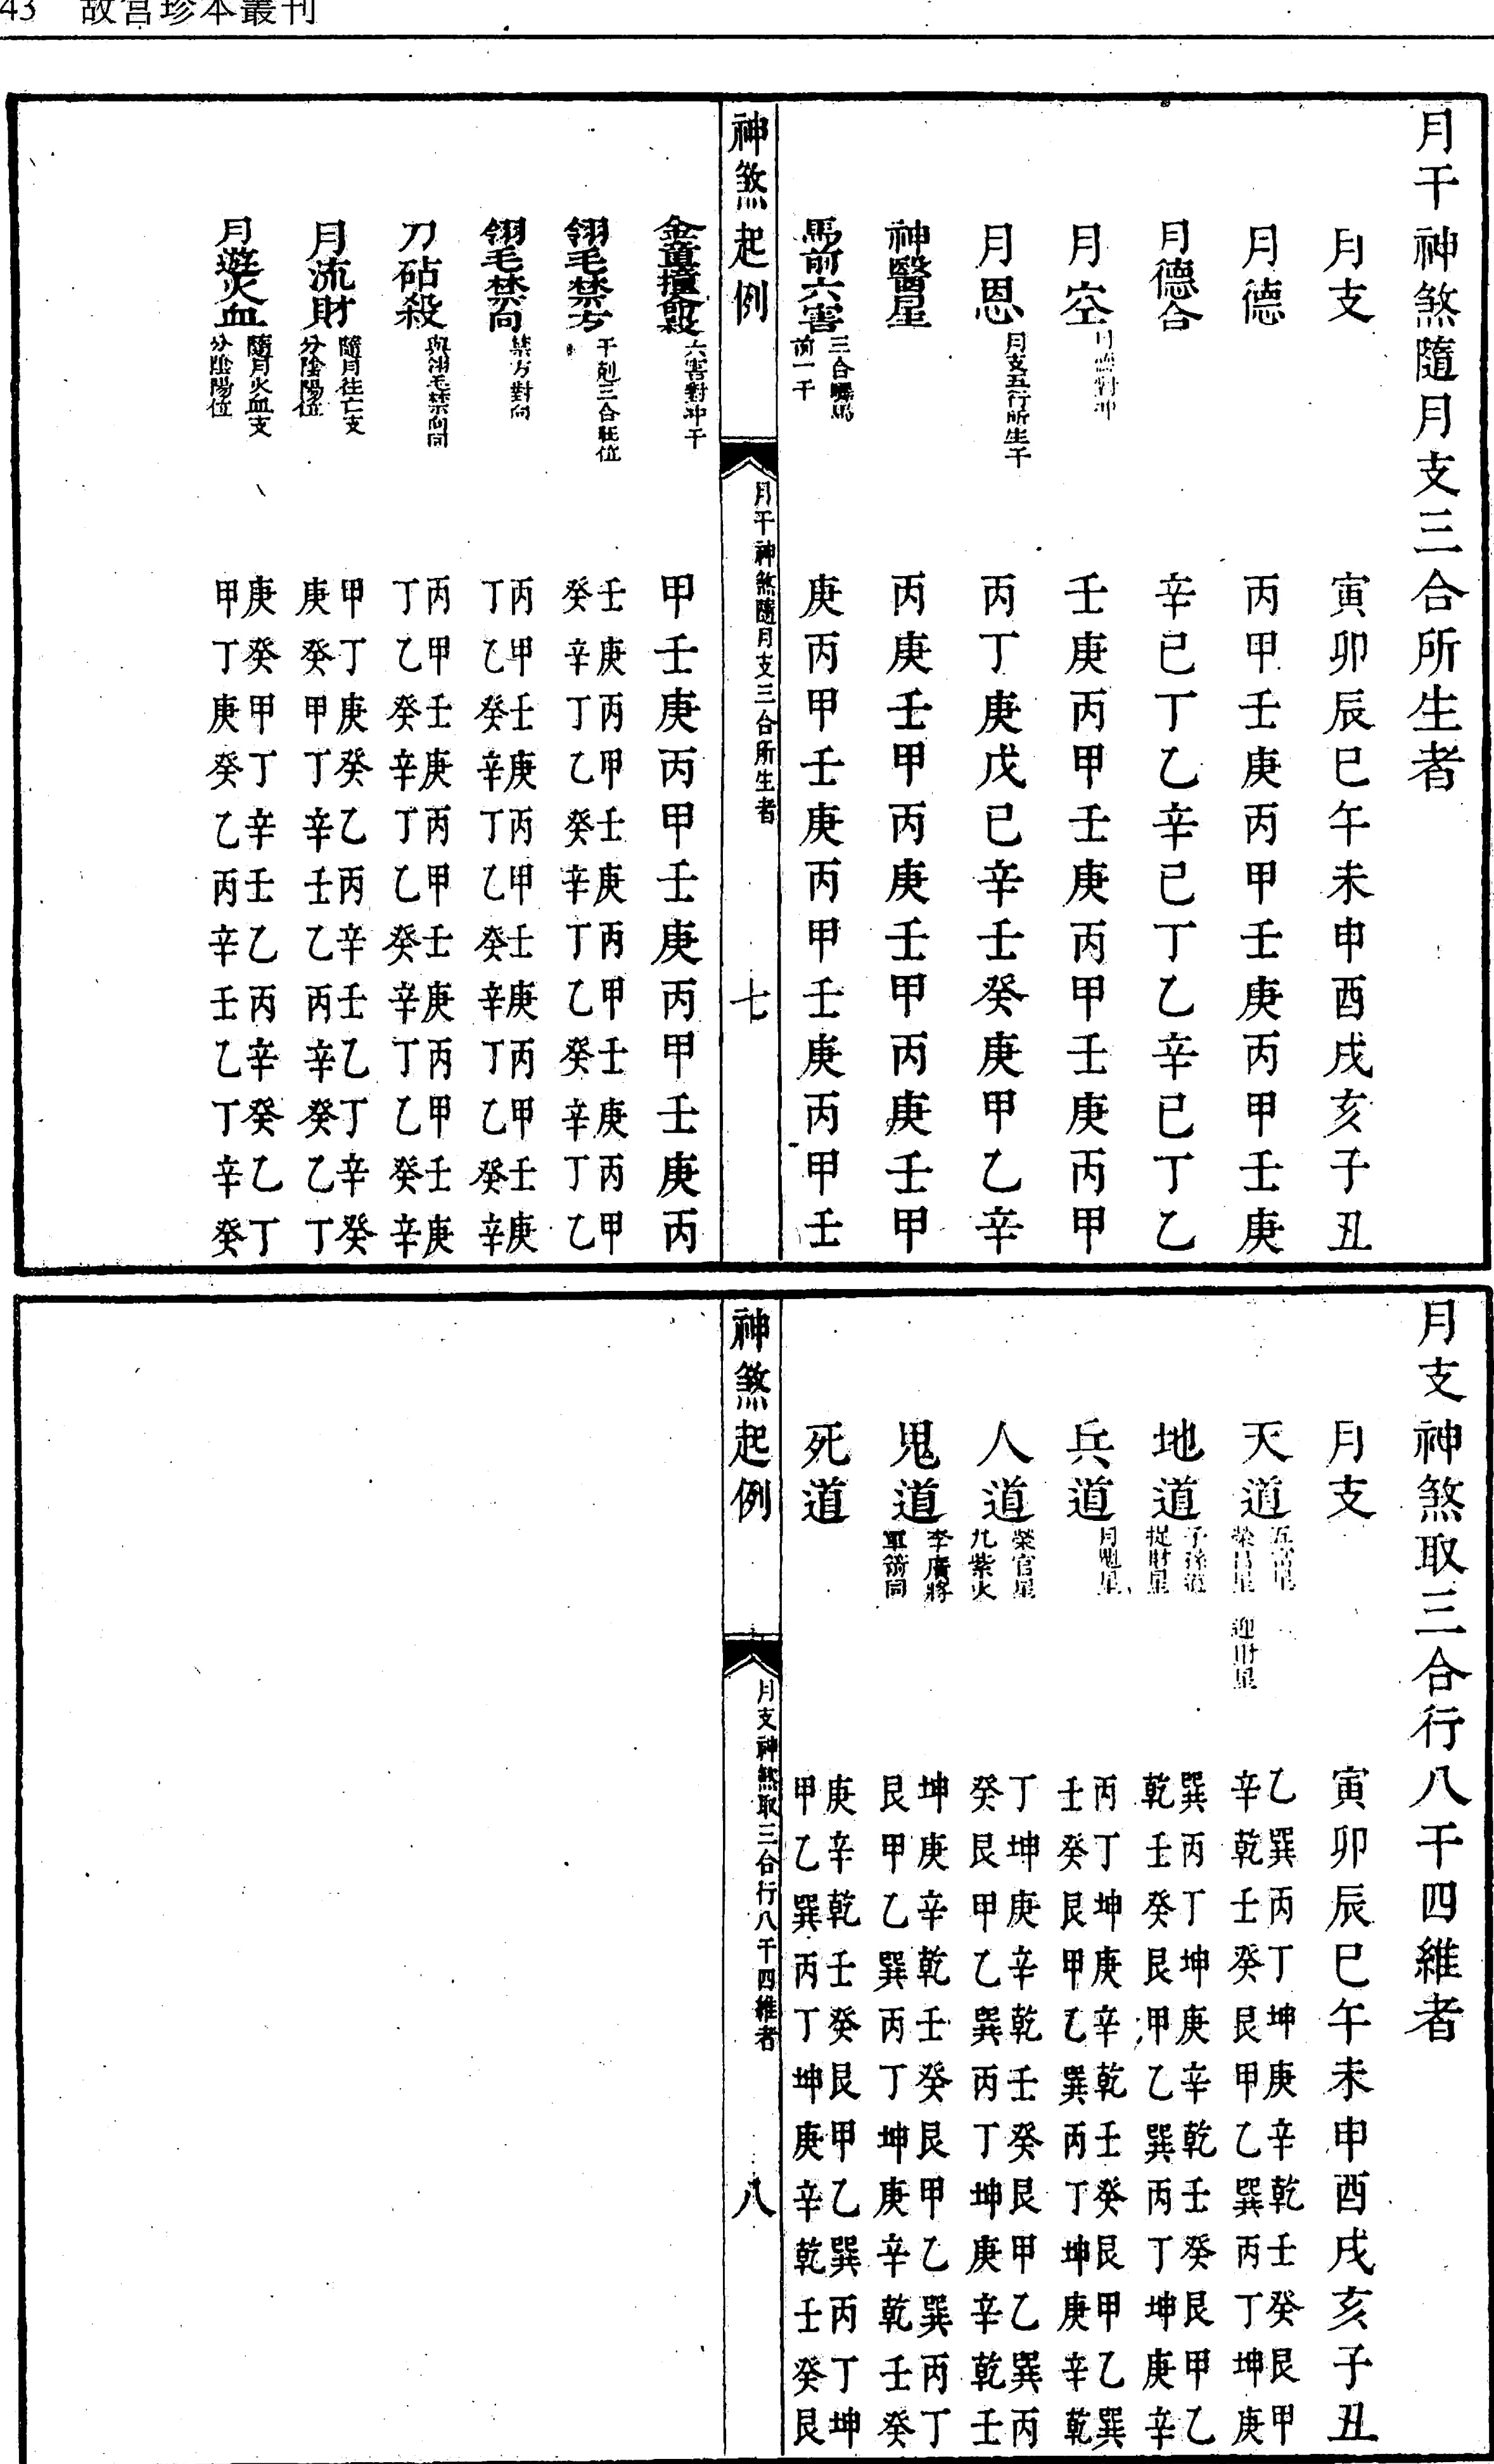 43 故宮珍本叢刊
月干神煞隨月支三合所生者
月支 寅卯辰巳午未申酉戌亥子丑
月德 丙甲壬庚丙甲壬庚丙甲壬庚
月德合 辛己丁乙辛己丁乙辛己丁乙
月空 月德對冲 壬庚丙甲壬庚丙甲壬庚丙甲
月恩 月支五行所生干 丙丁庚戊己辛壬癸庚甲乙辛
神醫星 丙庚壬甲丙庚壬甲丙庚壬甲
馬前六害 三合驛馬前一干 庚丙甲壬庚丙甲壬庚丙甲壬
神煞起例 月干神煞隨月支三合所生者 七
金童撞命殺 六害對冲干 甲壬庚丙甲壬庚丙甲壬庚丙
翎毛禁方 干剋三合旺位
壬庚丙甲壬庚丙甲壬庚丙甲
癸辛丁乙癸辛丁乙癸辛丁乙
翎毛禁向 禁方對向
丙甲壬庚丙甲壬庚丙甲壬庚
丁乙癸辛丁乙癸辛丁乙癸辛
刀砧殺 與翎毛禁向同
丙甲壬庚丙甲壬庚丙甲壬庚
丁乙癸辛丁乙癸辛丁乙癸辛
月流財 隨月往亡支分陰陽位
甲丁庚癸乙丙辛壬乙丁辛癸
庚癸甲丁辛壬乙丙辛癸乙丁
月遊火血 隨月火血支分陰陽位
庚癸甲丁辛壬乙丙辛癸乙丁
甲丁庚癸乙丙辛壬乙丁辛癸
月支神煞取三合行八干四維者
月支 寅卯辰巳午未申酉戌亥子丑
天道 五富星 榮昌星 迎財星
乙巽丙丁坤庚辛乾壬癸艮甲
辛乾壬癸艮甲乙巽丙丁坤庚
地道 子孫道 捉財星
巽丙丁坤庚辛乾壬癸艮甲乙
乾壬癸艮甲乙巽丙丁坤庚辛
兵道 月魁星
丙丁坤庚辛乾壬癸艮甲乙巽
壬癸艮甲乙巽丙丁坤庚辛乾
人道 榮官星 九紫火
丁坤庚辛乾壬癸艮甲乙巽丙
癸艮甲乙巽丙丁坤庚辛乾壬
鬼道 李廣將軍箭同
坤庚辛乾壬癸艮甲乙巽丙丁
艮甲乙巽丙丁坤庚辛乾壬癸
死道
庚辛乾壬癸艮甲乙巽丙丁坤
甲乙巽丙丁坤庚辛乾壬癸艮
神煞起例 月支神煞取三合行八干四維者 八